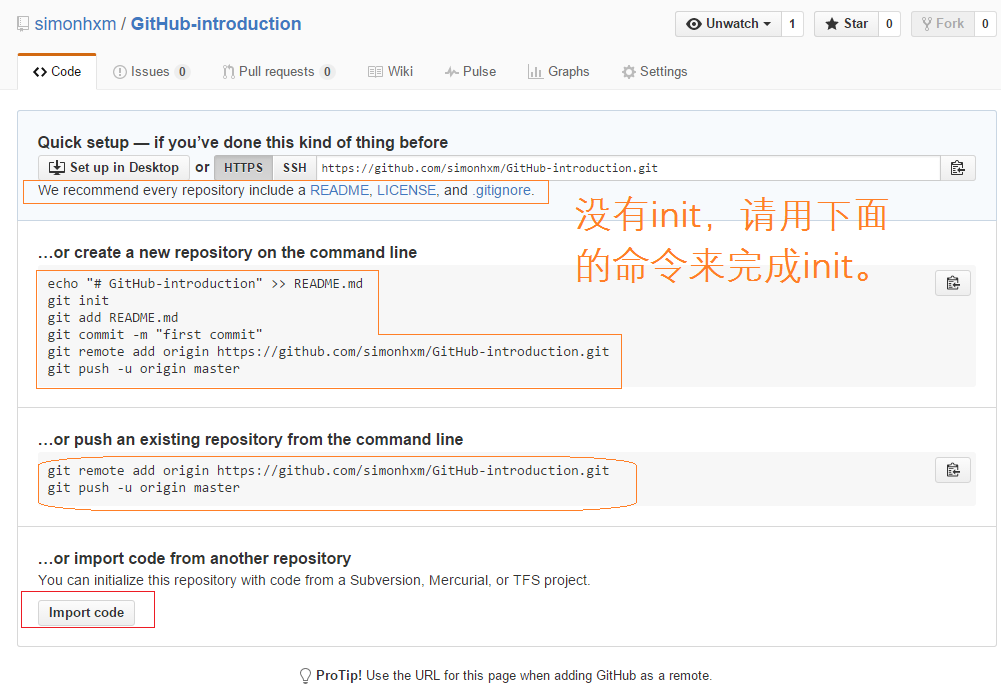 simonhxm / GitHub-introduction
Unwatch 1 Star 0 Fork 0
Code Issues 0 Pull requests 0 Wiki Pulse Graphs Settings
Quick setup — if you’ve done this kind of thing before
Set up in Desktop or HTTPS SSH https://github.com/simonhxm/GitHub-introduction.git
We recommend every repository include a README, LICENSE, and .gitignore.
没有init，请用下面
的命令来完成init。
…or create a new repository on the command line
echo "# GitHub-introduction" >> README.md
git init
git add README.md
git commit -m "first commit"
git remote add origin https://github.com/simonhxm/GitHub-introduction.git
git push -u origin master
…or push an existing repository from the command line
git remote add origin https://github.com/simonhxm/GitHub-introduction.git
git push -u origin master
…or import code from another repository
You can initialize this repository with code from a Subversion, Mercurial, or TFS project.
Import code
ProTip! Use the URL for this page when adding GitHub as a remote.